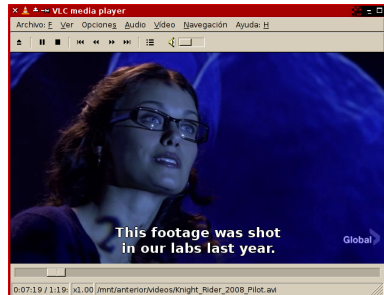 VLC media player
Archivo: F Ver Opciones Audio Vídeo Navegación Ayuda: H
This footage was shot
in our labs last year.
Global
0:07:19 / 1:19: x1.00 /mnt/anterior/videos/Knight_Rider_2008_Pilot.avi